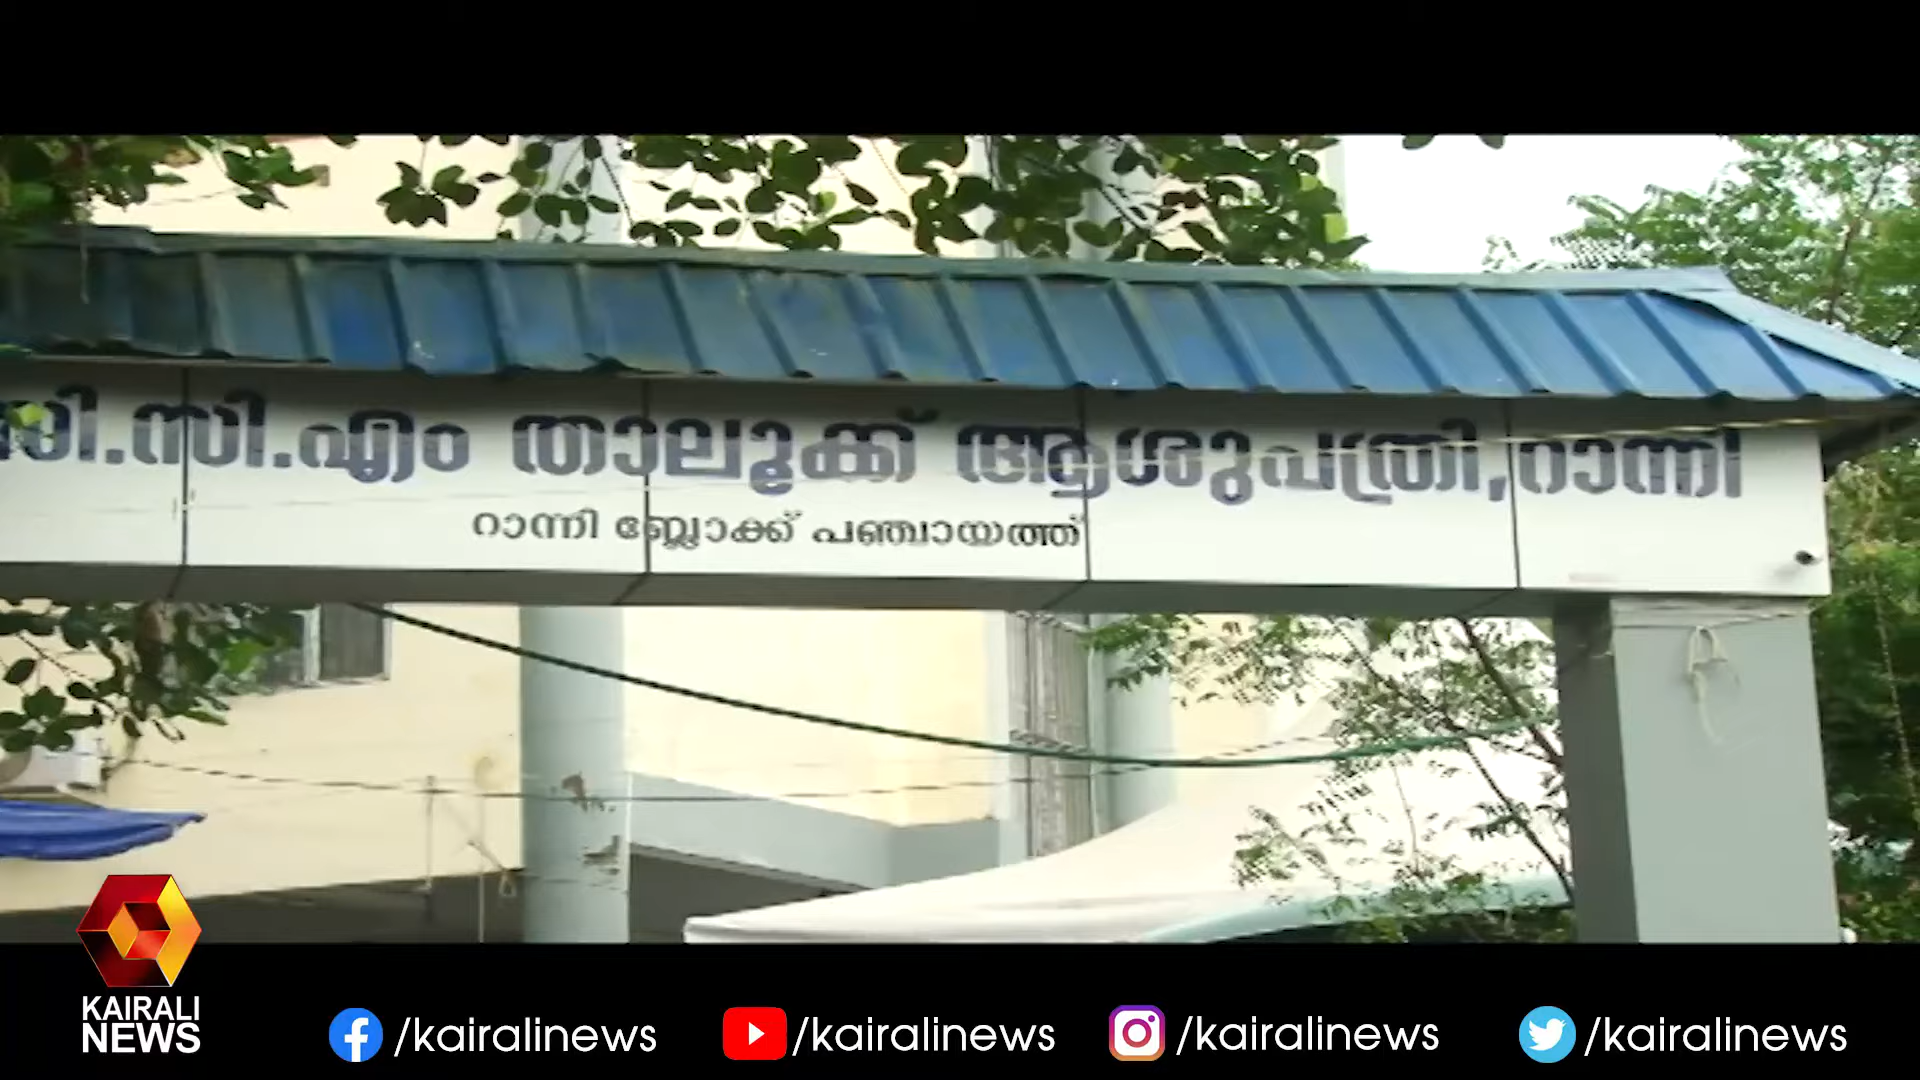 സി.സി.എം താലൂക്ക് ആശുപത്രി,റാന്നി
റാന്നി ബ്ലോക്ക് പഞ്ചായത്ത്
KAIRALI
NEWS
/kairalinews /kairalinews /kairalinews /kairalinews